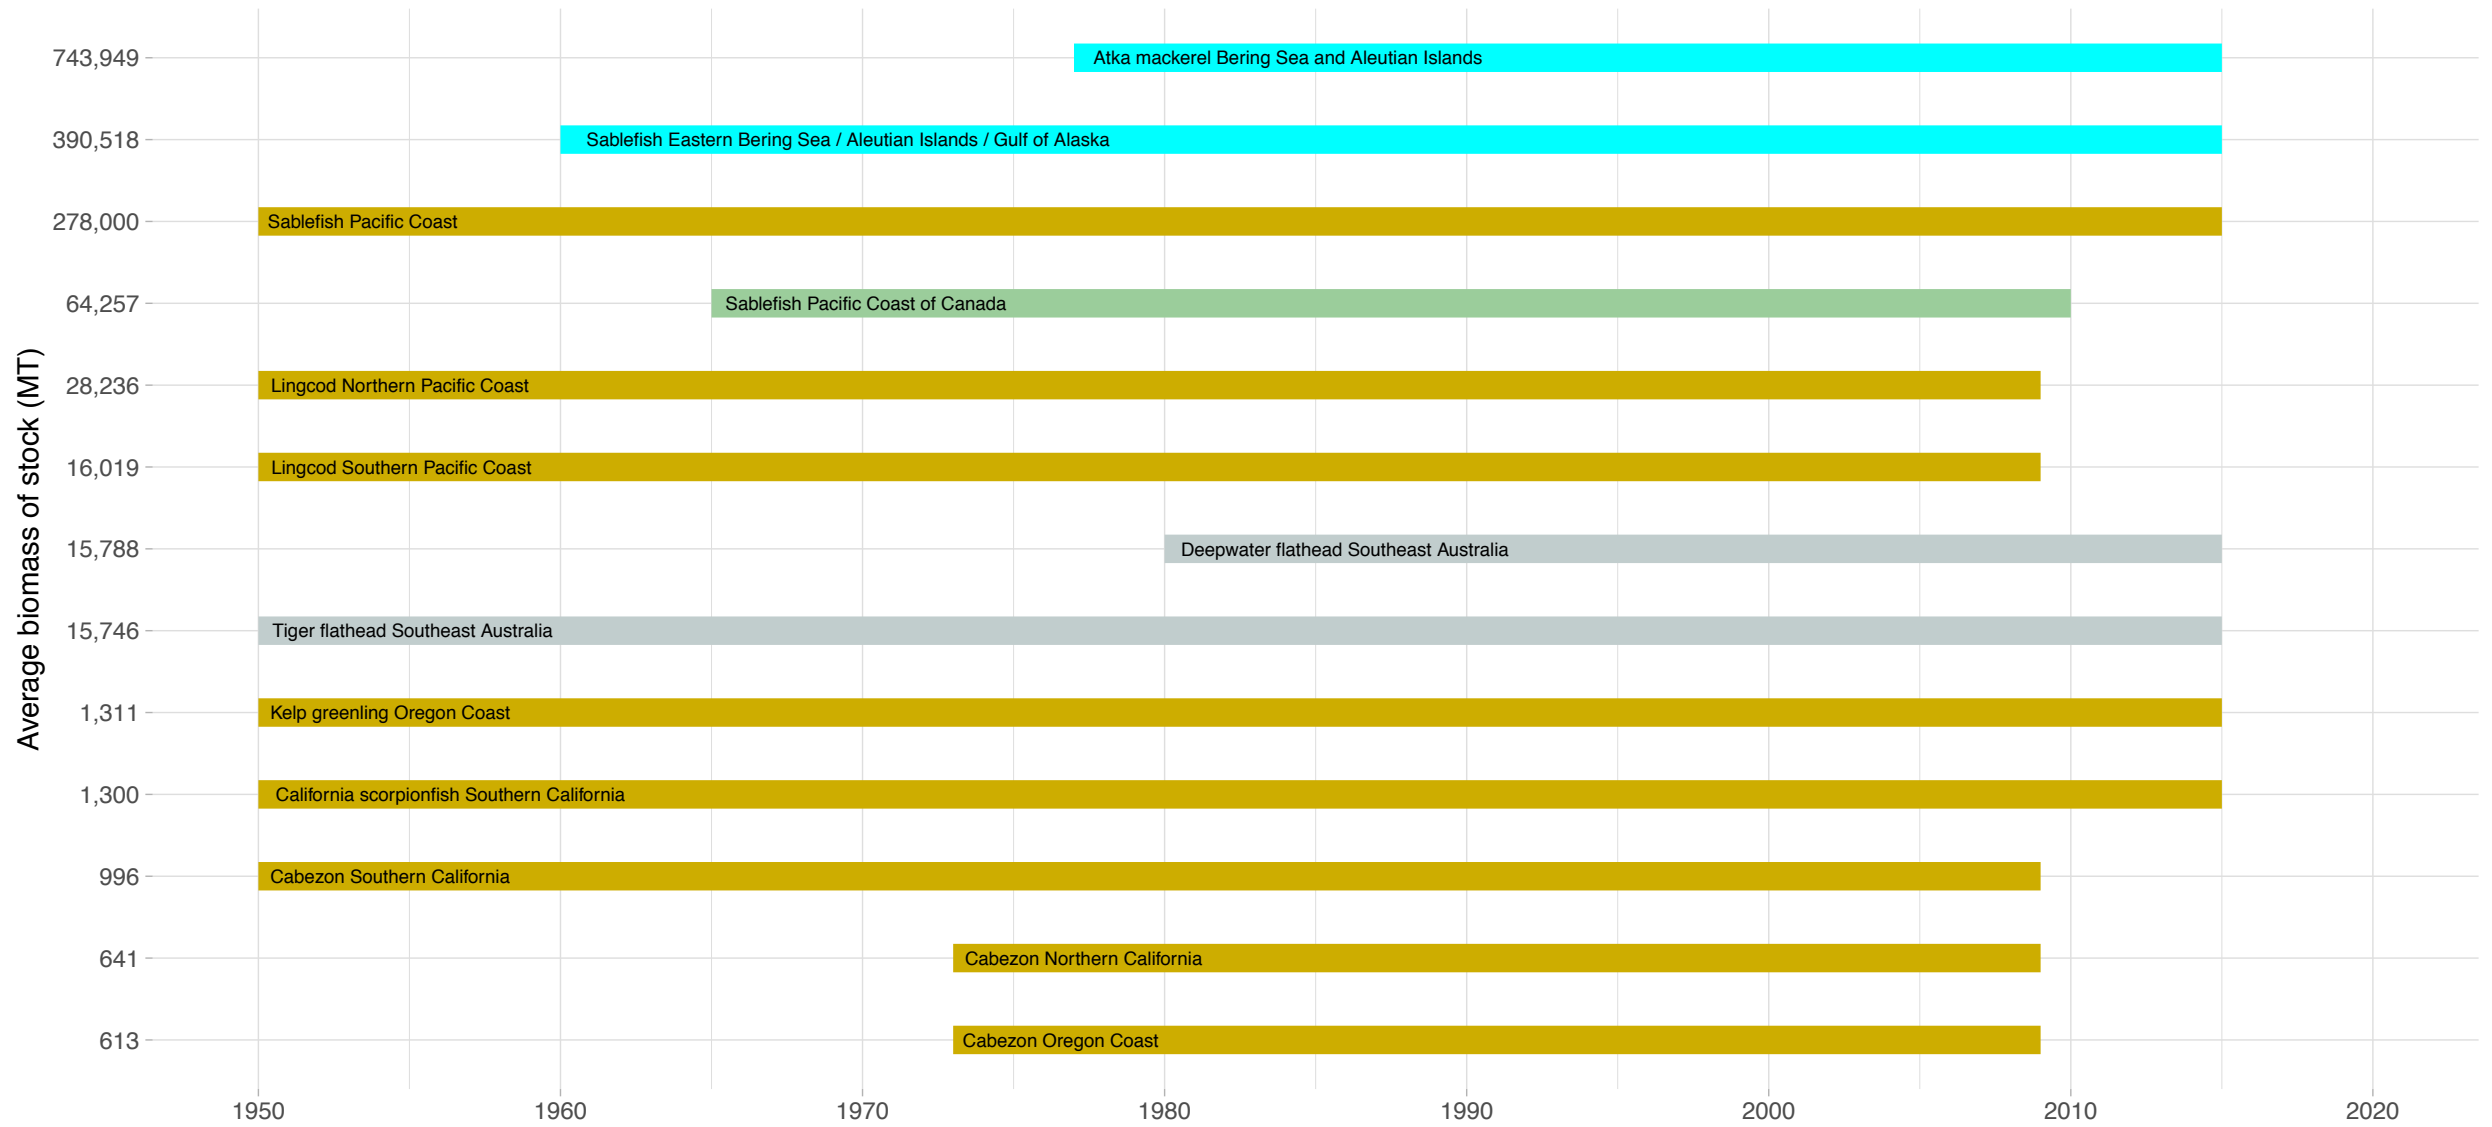 Average biomass of stock (MT)
743,949 Atka mackerel Bering Sea and Aleutian Islands
390,518 Sablefish Eastern Bering Sea / Aleutian Islands / Gulf of Alaska
278,000 Sablefish Pacific Coast
64,257 Sablefish Pacific Coast of Canada
28,236 Lingcod Northern Pacific Coast
16,019 Lingcod Southern Pacific Coast
15,788 Deepwater flathead Southeast Australia
15,746 Tiger flathead Southeast Australia
1,311 Kelp greenling Oregon Coast
1,300 California scorpionfish Southern California
996 Cabezon Southern California
641 Cabezon Northern California
613 Cabezon Oregon Coast
1950 1960 1970 1980 1990 2000 2010 2020